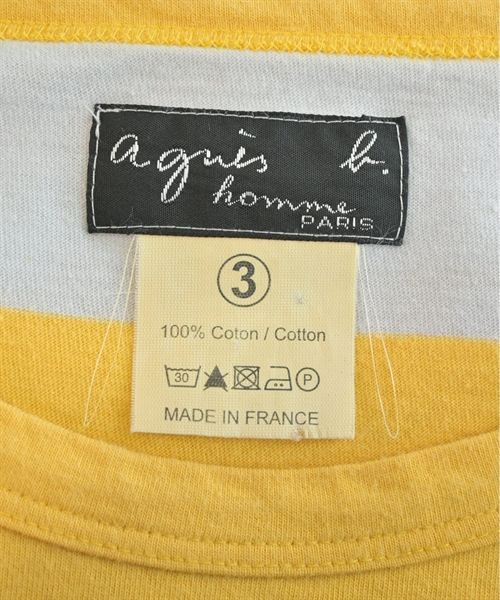 agnès b.
homme
PARIS
3
100% Coton / Cotton
30 P
MADE IN FRANCE